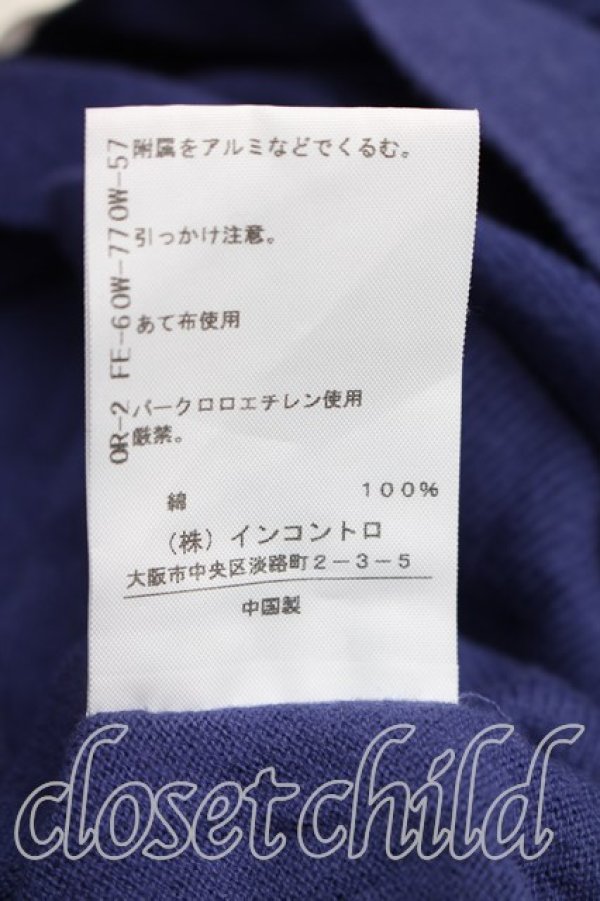 附属をアルミなどでくるむ。
引っかけ注意。
あて布使用
パークロロエチレン使用
厳禁。
綿 100%
(株)インコントロ
大阪市中央区淡路町2-3-5
中国製
OR-2 FE-60W-770W-57
closet child